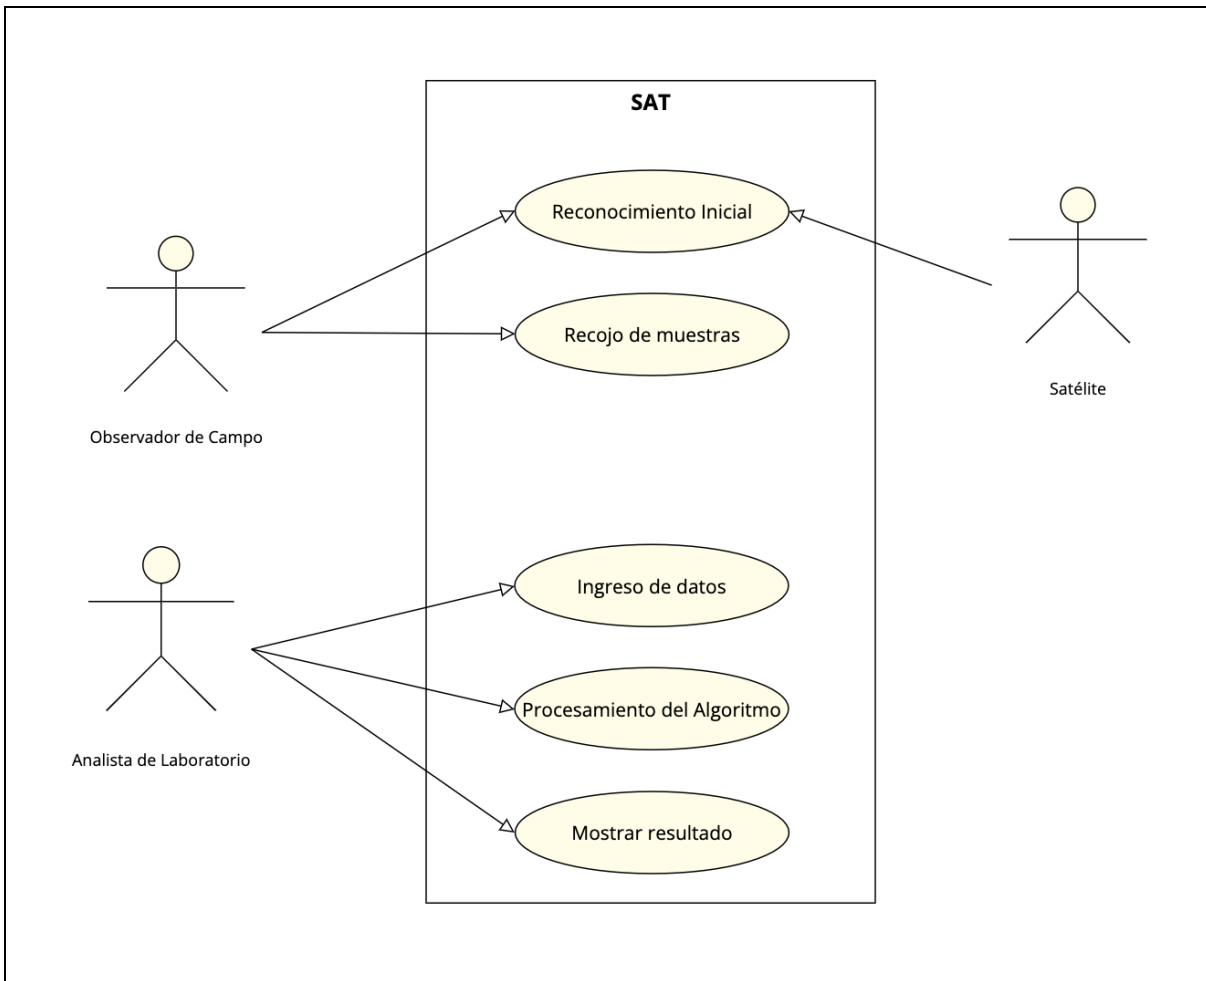 SAT
Reconocimiento Inicial
Recojo de muestras
Satélite
Observador de Campo
Ingreso de datos
Procesamiento del Algoritmo
Analista de Laboratorio
Mostrar resultado